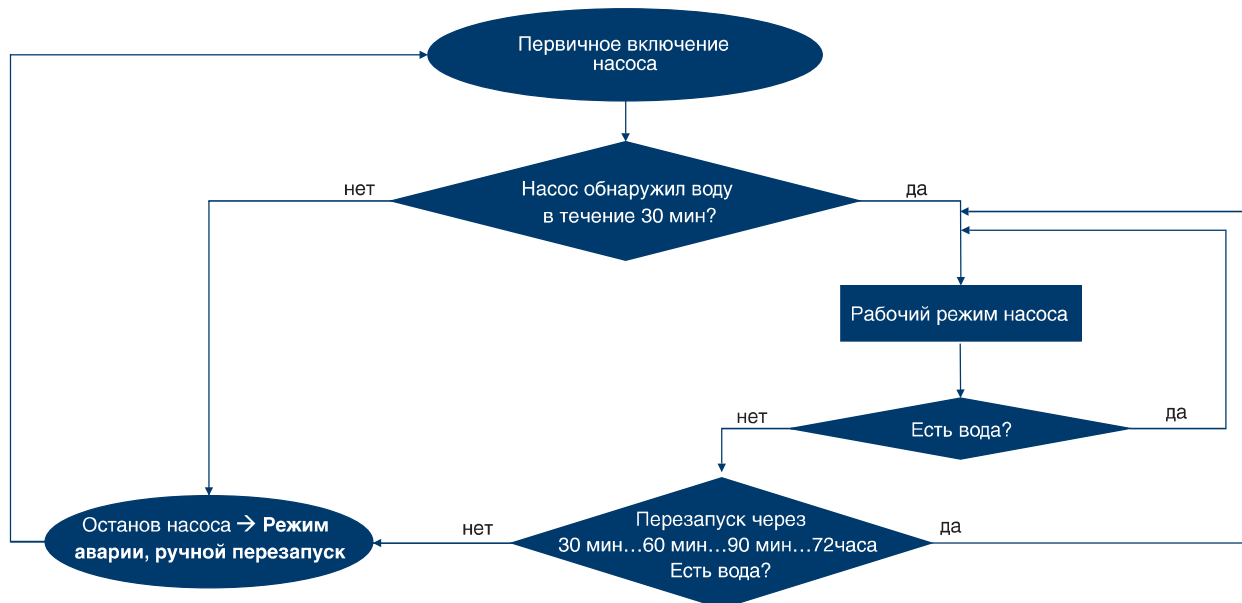 Первичное включение
насоса
нет
Насос обнаружил воду
в течение 30 мин?
да
Рабочий режим насоса
нет
Есть вода?
да
Останов насоса → Режим
аварии, ручной перезапуск
нет
Перезапуск через
30 мин...60 мин...90 мин...72часа
Есть вода?
да